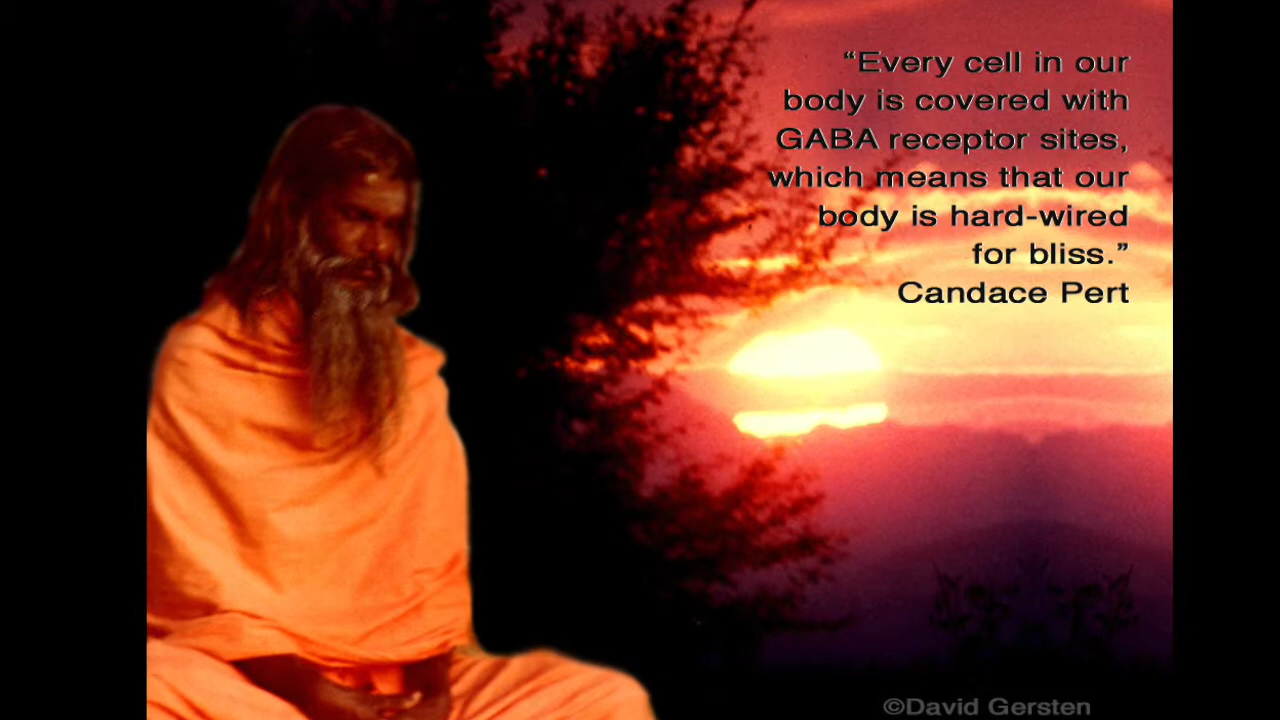 “Every cell in our
body is covered with
GABA receptor sites,
which means that our
body is hard-wired
for bliss.”
Candace Pert
©David Gersten